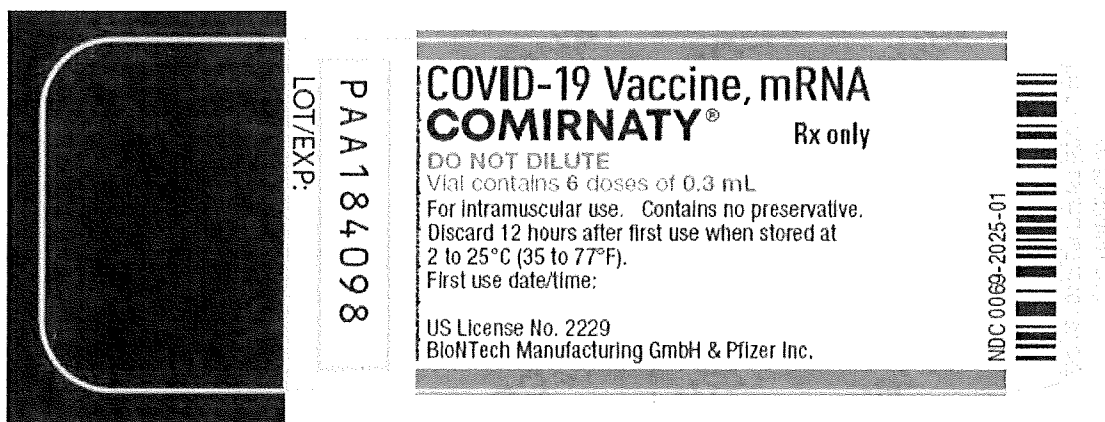 LOT/EXP:
PAA184098
COVID-19 Vaccine, mRNA
COMIRNATY® Rx only
DO NOT DILUTE
Vial contains 6 doses of 0.3 mL
For intramuscular use. Contains no preservative.
Discard 12 hours after first use when stored at
2 to 25°C (35 to 77°F).
First use date/time:
US License No. 2229
BioNTech Manufacturing GmbH & Pfizer Inc.
NDC 0069-2025-01